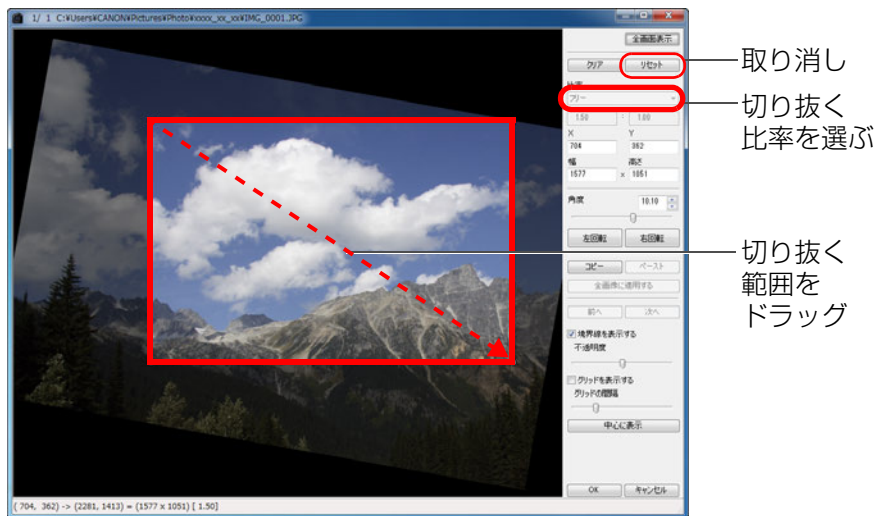 1/ 1 C:¥Users¥CANON¥Pictures¥Photo¥xxxx_xx_xx¥IMG_0001.JPG
全画面表示
クリア リセット
比率
フリー
1.50 : 1.00
X Y
704 362
幅 高さ
1577 x 1051
角度 10.10
左回転 右回転
コピー ペースト
全画像に適用する
前へ 次へ
境界線を表示する
不透明度
グリッドを表示する
グリッドの間隔
中心に表示
OK キャンセル
( 704, 362) -> (2281, 1413) = (1577 x 1051) [ 1.50]
取り消し
切り抜く
比率を選ぶ
切り抜く
範囲を
ドラッグ